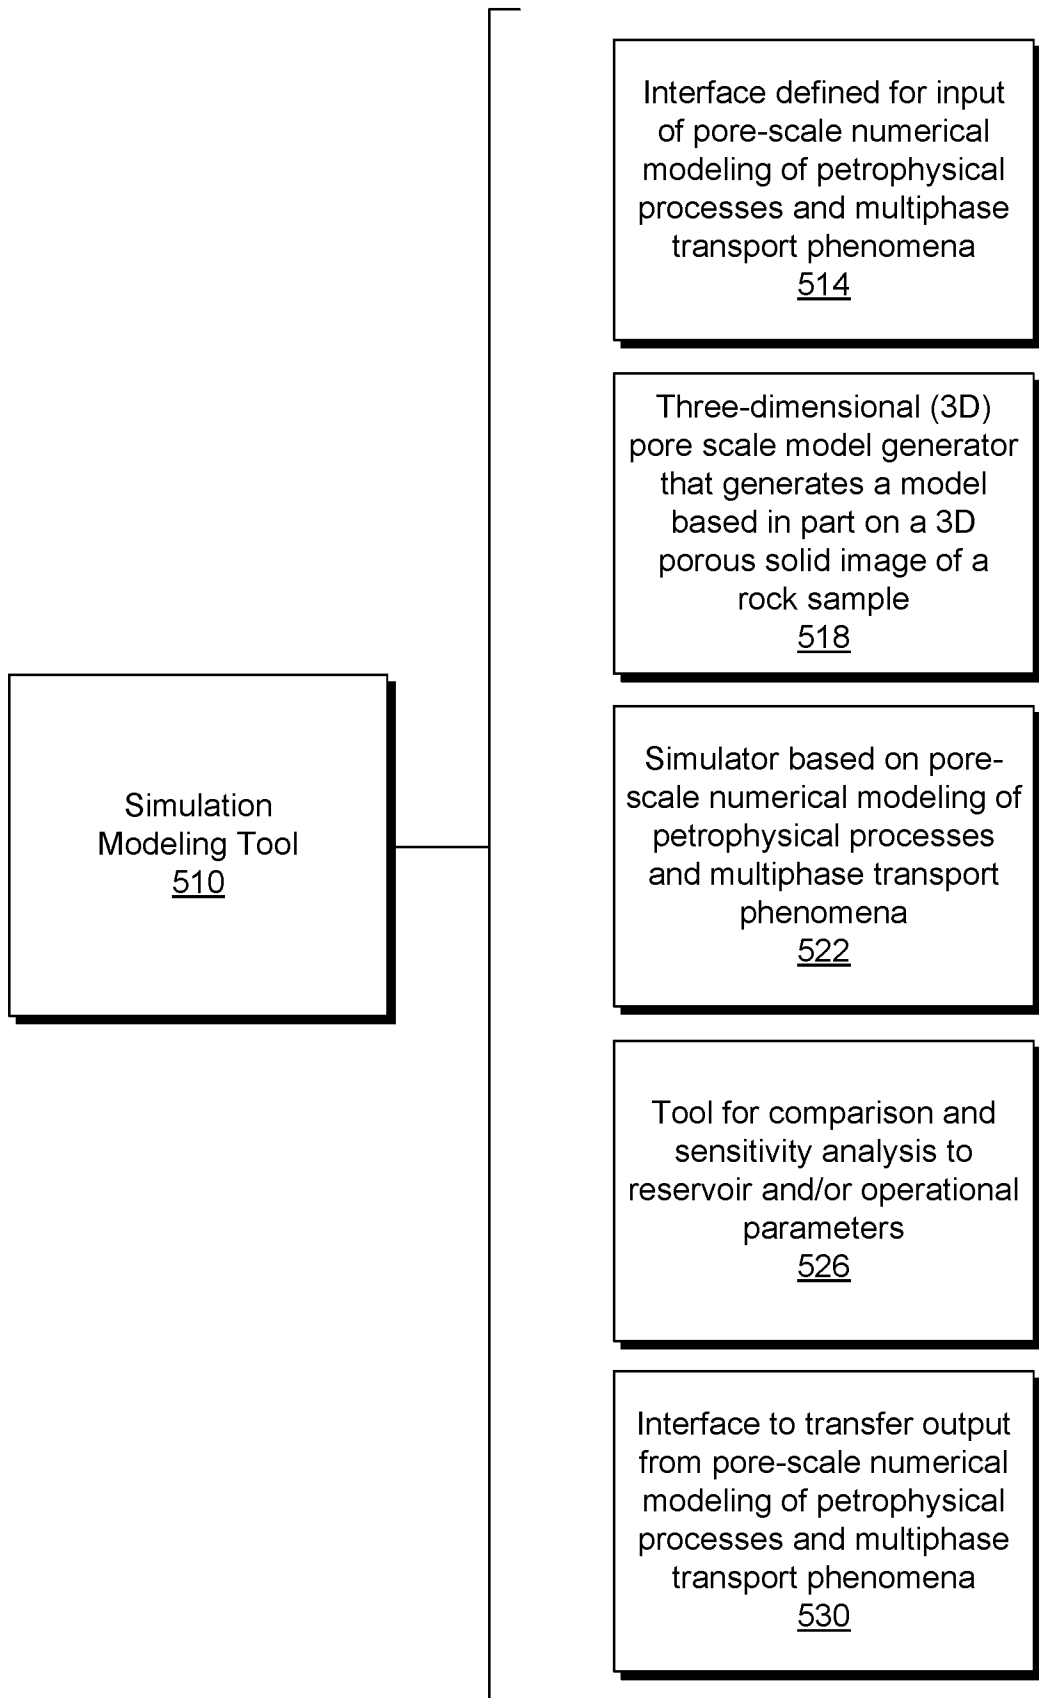 Simulation
Modeling Tool
510
Interface defined for input
of pore-scale numerical
modeling of petrophysical
processes and multiphase
transport phenomena
514
Three-dimensional (3D)
pore scale model generator
that generates a model
based in part on a 3D
porous solid image of a
rock sample
518
Simulator based on pore-
scale numerical modeling of
petrophysical processes
and multiphase transport
phenomena
522
Tool for comparison and
sensitivity analysis to
reservoir and/or operational
parameters
526
Interface to transfer output
from pore-scale numerical
modeling of petrophysical
processes and multiphase
transport phenomena
530